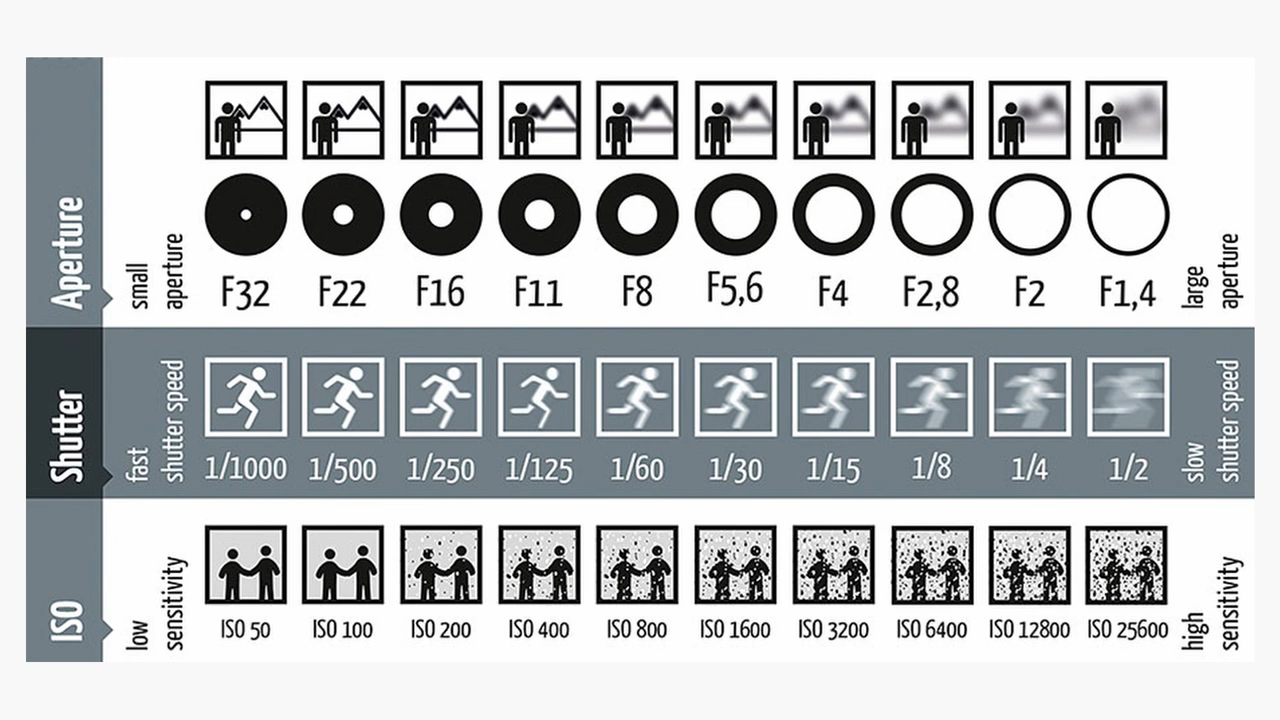 Aperture
small
aperture
F32 F22 F16 F11 F8 F5,6 F4 F2,8 F2 F1,4
large
aperture
Shutter
fast
shutter speed
1/1000 1/500 1/250 1/125 1/60 1/30 1/15 1/8 1/4 1/2
slow
shutter speed
ISO
low
sensitivity
ISO 50 ISO 100 ISO 200 ISO 400 ISO 800 ISO 1600 ISO 3200 ISO 6400 ISO 12800 ISO 25600
high
sensitivity